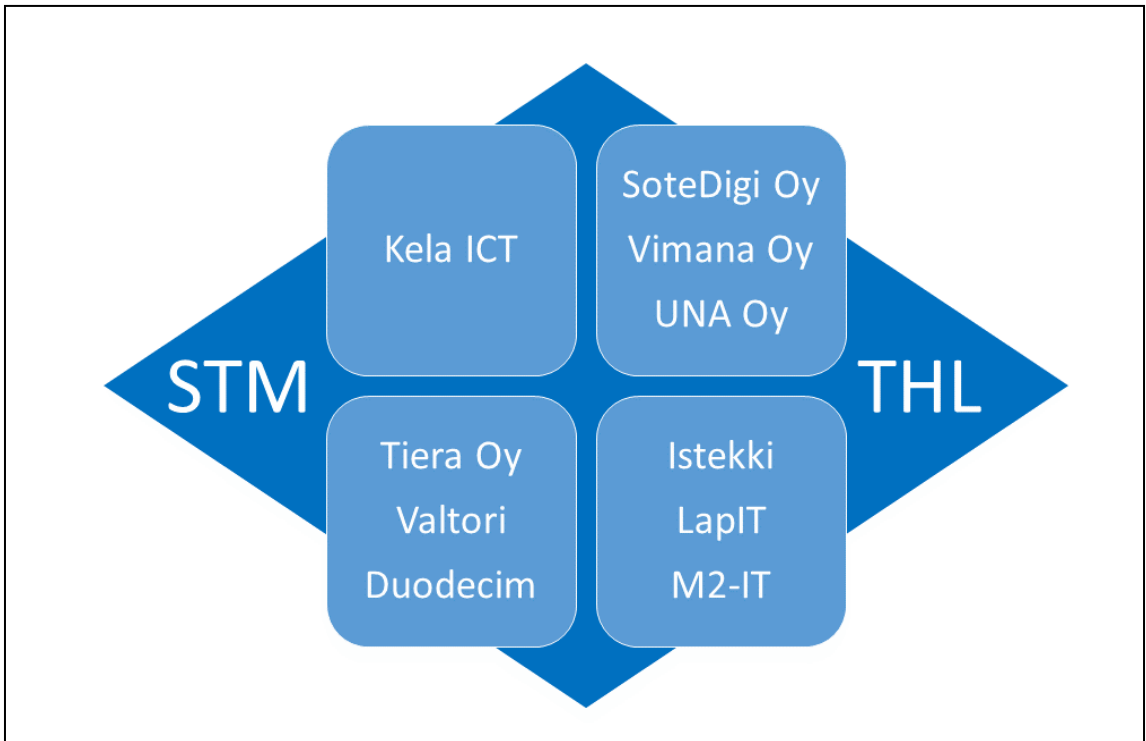 Kela ICT
SoteDigi Oy
Vimana Oy
UNA Oy
STM
THL
Tiera Oy
Valtori
Duodecim
Istekki
LapIT
M2-IT